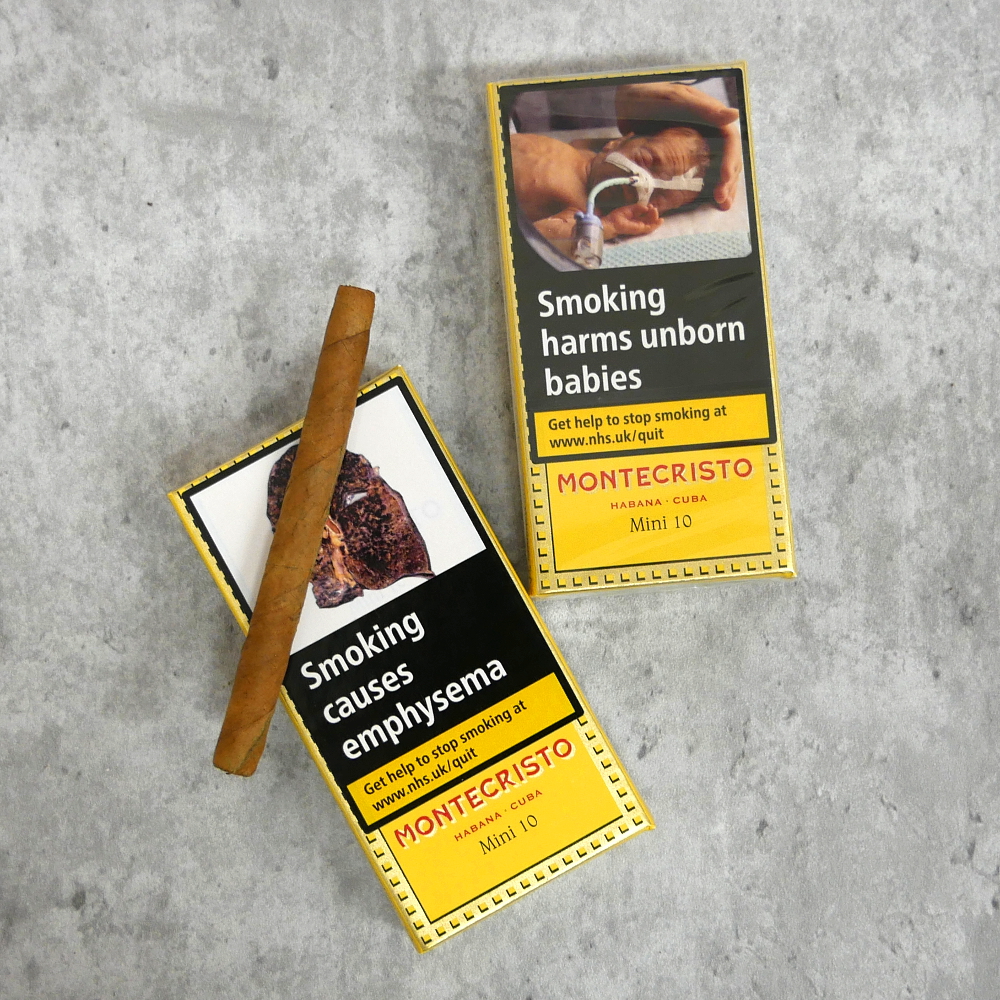 Smoking
harms unborn
babies
Get help to stop smoking at
www.nhs.uk/quit
MONTECRISTO
HABANA · CUBA
Mini 10
Smoking
causes
emphysema
Get help to stop smoking at
www.nhs.uk/quit
MONTECRISTO
HABANA · CUBA
Mini 10